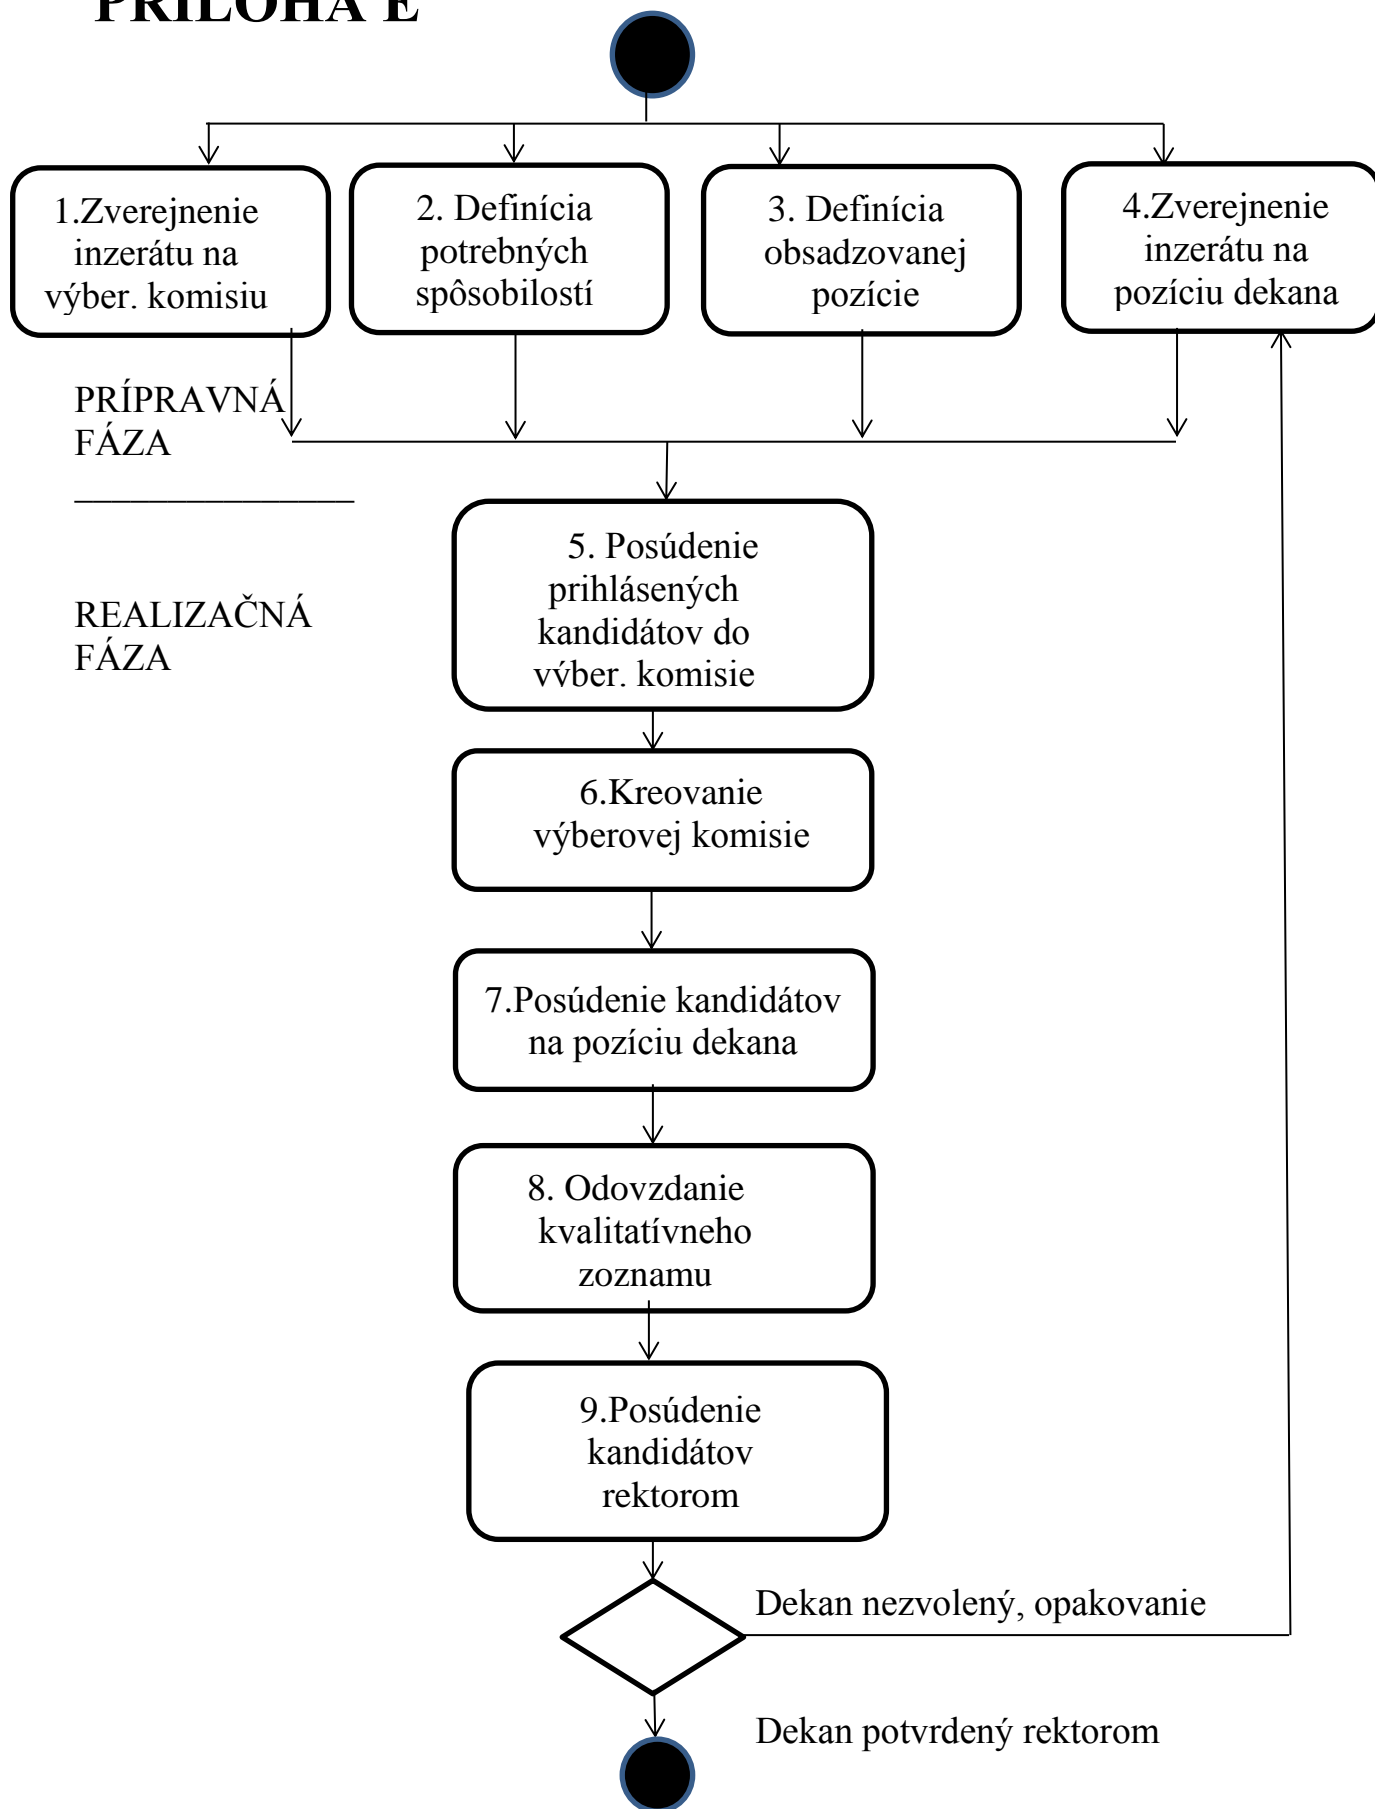 PRÍLOHA E
1.Zverejnenie
inzerátu na
výber. komisiu
2. Definícia
potrebných
spôsobilostí
3. Definícia
obsadzovanej
pozície
4.Zverejnenie
inzerátu na
pozíciu dekana
PRÍPRAVNÁ
FÁZA
REALIZAČNÁ
FÁZA
5. Posúdenie
prihlásených
kandidátov do
výber. komisie
6.Kreovanie
výberovej komisie
7.Posúdenie kandidátov
na pozíciu dekana
8. Odovzdanie
kvalitatívneho
zoznamu
9.Posúdenie
kandidátov
rektorom
Dekan nezvolený, opakovanie
Dekan potvrdený rektorom